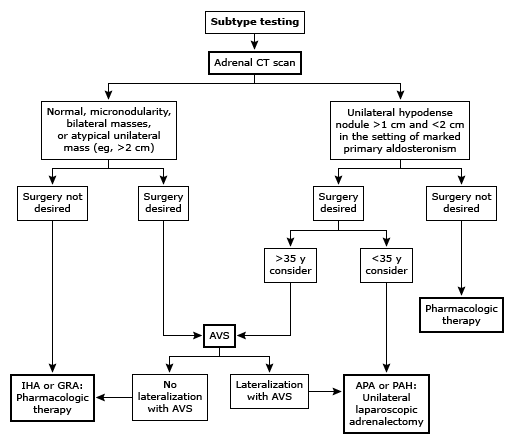 Subtype testing
Adrenal CT scan
Normal, micronodularity,
bilateral masses,
or atypical unilateral
mass (eg, >2 cm)
Unilateral hypodense
nodule >1 cm and <2 cm
in the setting of marked
primary aldosteronism
Surgery not
desired
Surgery
desired
Surgery
desired
Surgery not
desired
>35 y
consider
<35 y
consider
Pharmacologic
therapy
AVS
IHA or GRA:
Pharmacologic
therapy
No
lateralization
with AVS
Lateralization
with AVS
APA or PAH:
Unilateral
laparoscopic
adrenalectomy